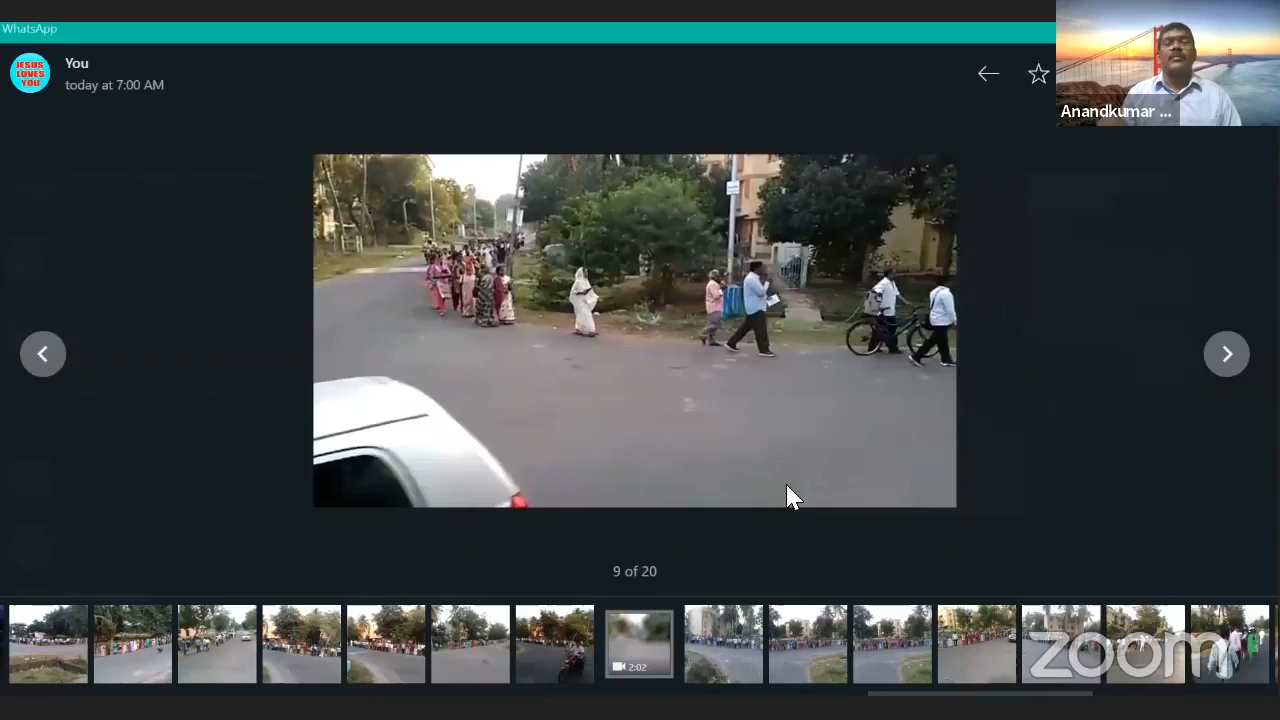 WhatsApp
JESUS
LOVES
YOU
You
today at 7:00 AM
Anandkumar ...
9 of 20
2:02
zoom